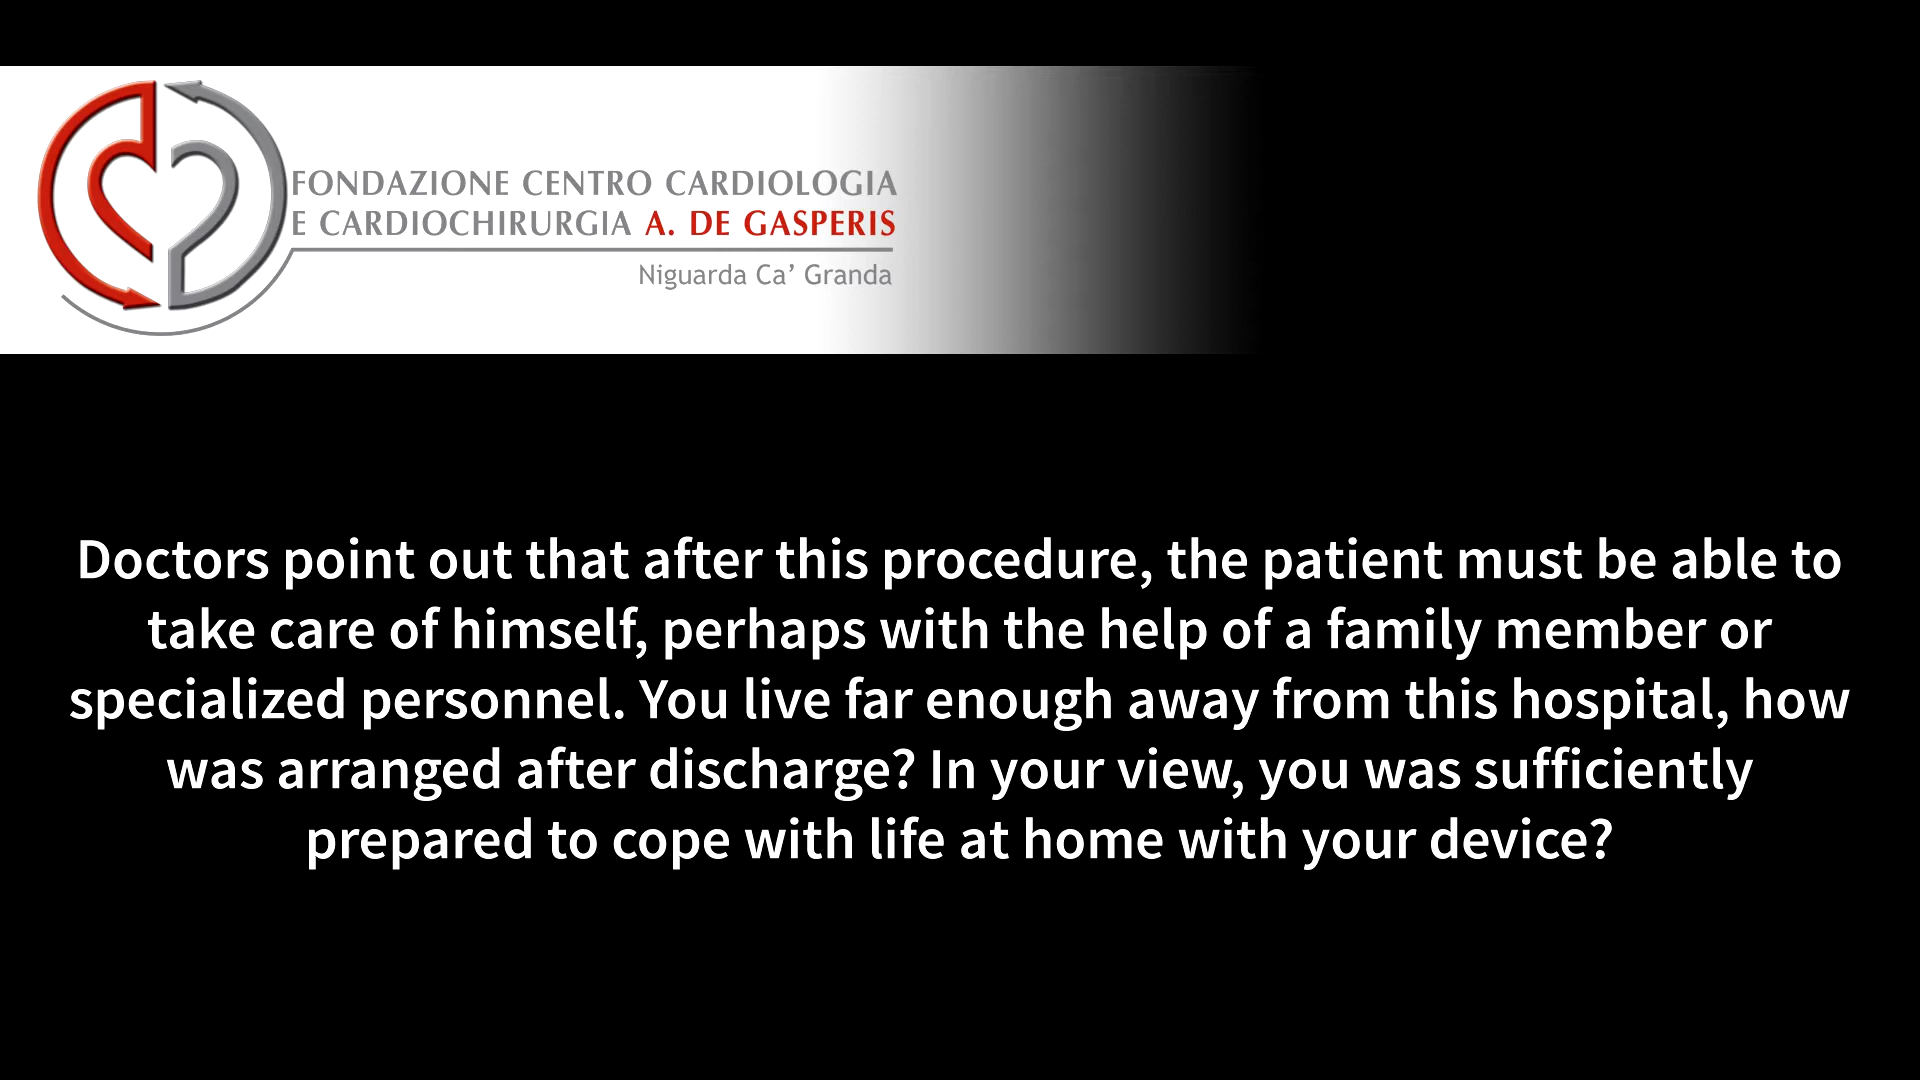 FONDAZIONE CENTRO CARDIOLOGIA
E CARDIOCHIRURGIA A. DE GASPERIS
Niguarda Ca’ Granda
Doctors point out that after this procedure, the patient must be able to
take care of himself, perhaps with the help of a family member or
specialized personnel. You live far enough away from this hospital, how
was arranged after discharge? In your view, you was sufficiently
prepared to cope with life at home with your device?